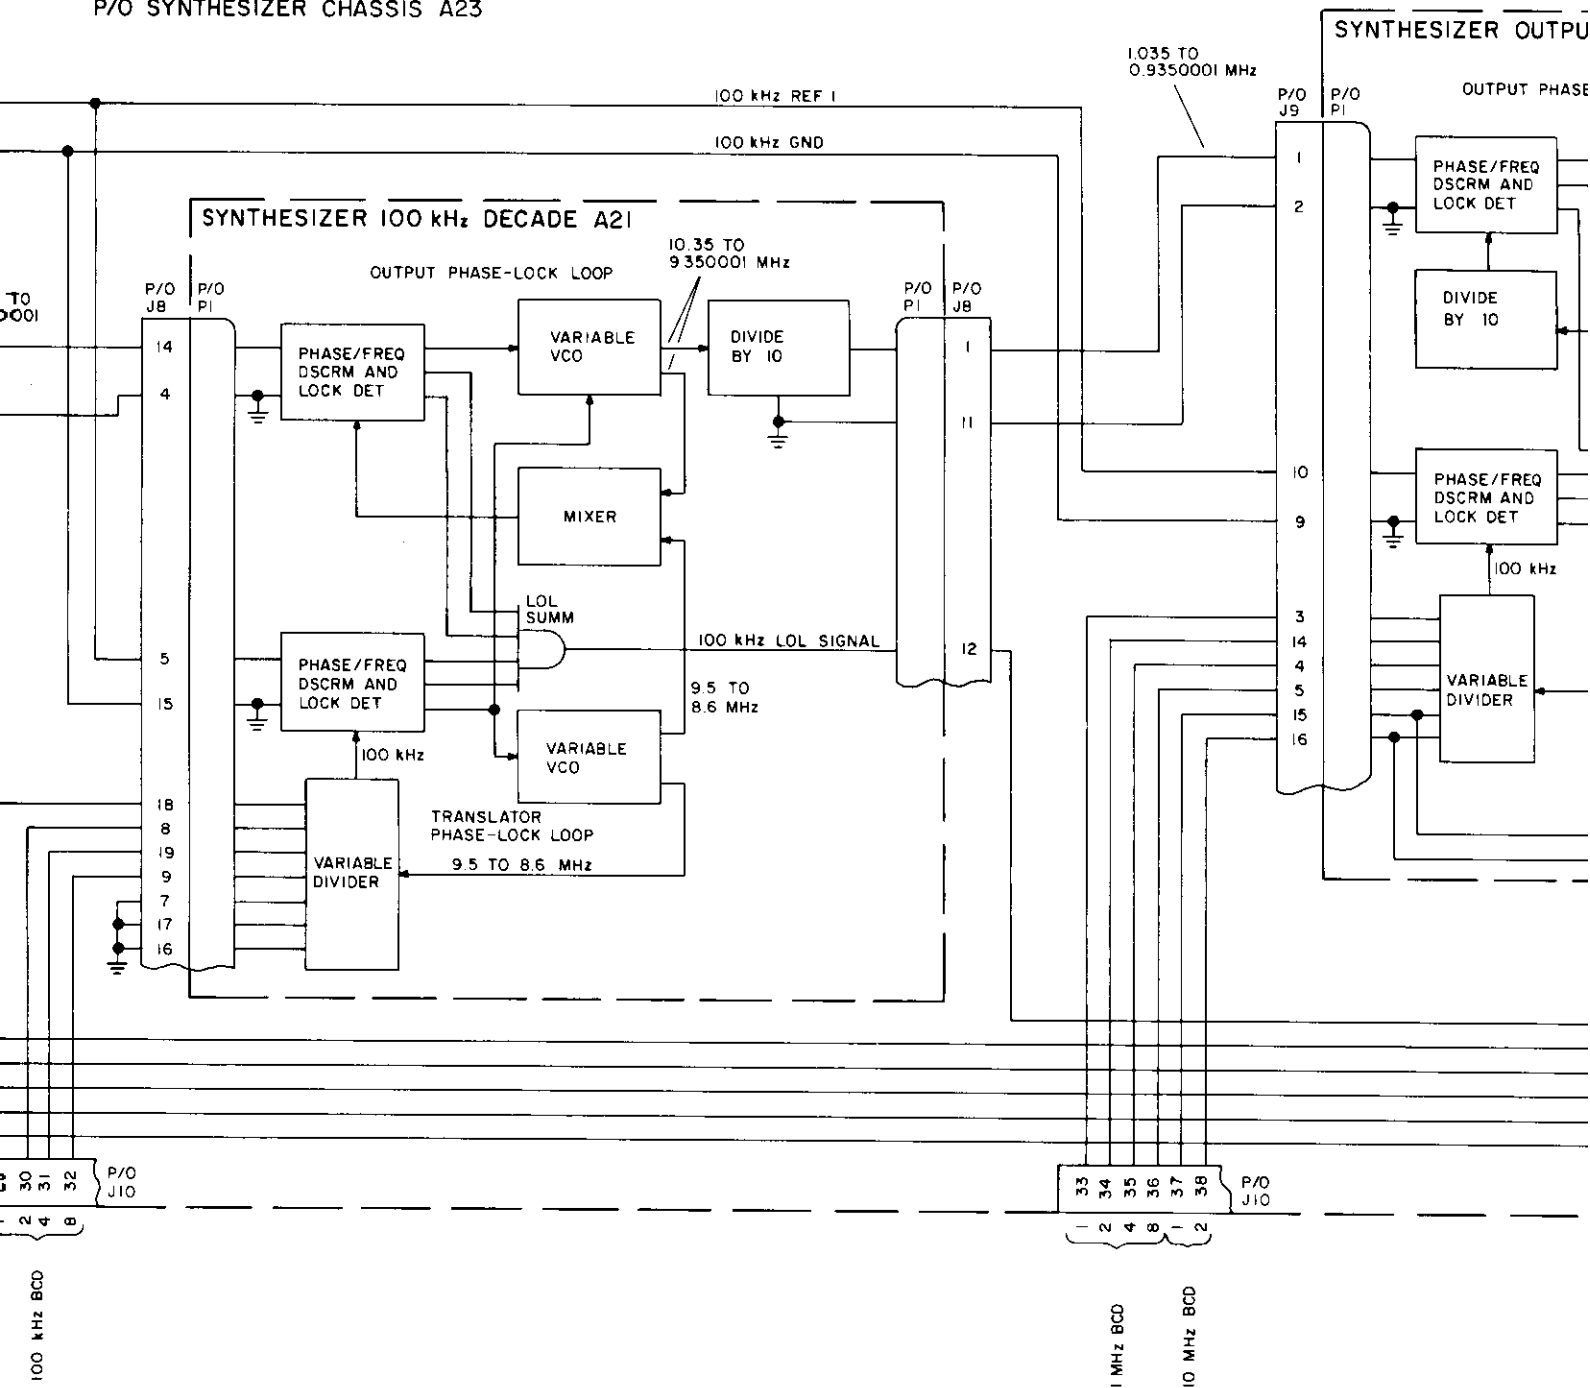 P/O SYNTHESIZER CHASSIS A23
SYNTHESIZER OUTPU
1.035 TO
0.9350001 MHz
OUTPUT PHASE
100 kHz REF 1
P/O P/O
J9 P1
100 kHz GND
1
PHASE/FREQ
DSCRM AND
LOCK DET
2
SYNTHESIZER 100 kHz DECADE A21
10.35 TO
9.350001 MHz
OUTPUT PHASE-LOCK LOOP
TO
0001
P/O P/O
J8 P1
P/O P/O
P1 J8
DIVIDE
BY 10
14
PHASE/FREQ
DSCRM AND
LOCK DET
VARIABLE
VCO
DIVIDE
BY 10
1
4
11
10
PHASE/FREQ
DSCRM AND
LOCK DET
MIXER
9
100 kHz
LOL
SUMM
3
14
4
5
15
16
VARIABLE
DIVIDER
100 kHz LOL SIGNAL
12
5
PHASE/FREQ
DSCRM AND
LOCK DET
15
9.5 TO
8.6 MHz
100 kHz
VARIABLE
VCO
18
8
19
9
7
17
16
VARIABLE
DIVIDER
TRANSLATOR
PHASE-LOCK LOOP
9.5 TO 8.6 MHz
30 31 32
P/O
J10
2 4 8
100 kHz BCD
33 34 35 36 37 38
P/O
J10
1 2 4 8 1 2
1 MHz BCD
10 MHz BCD